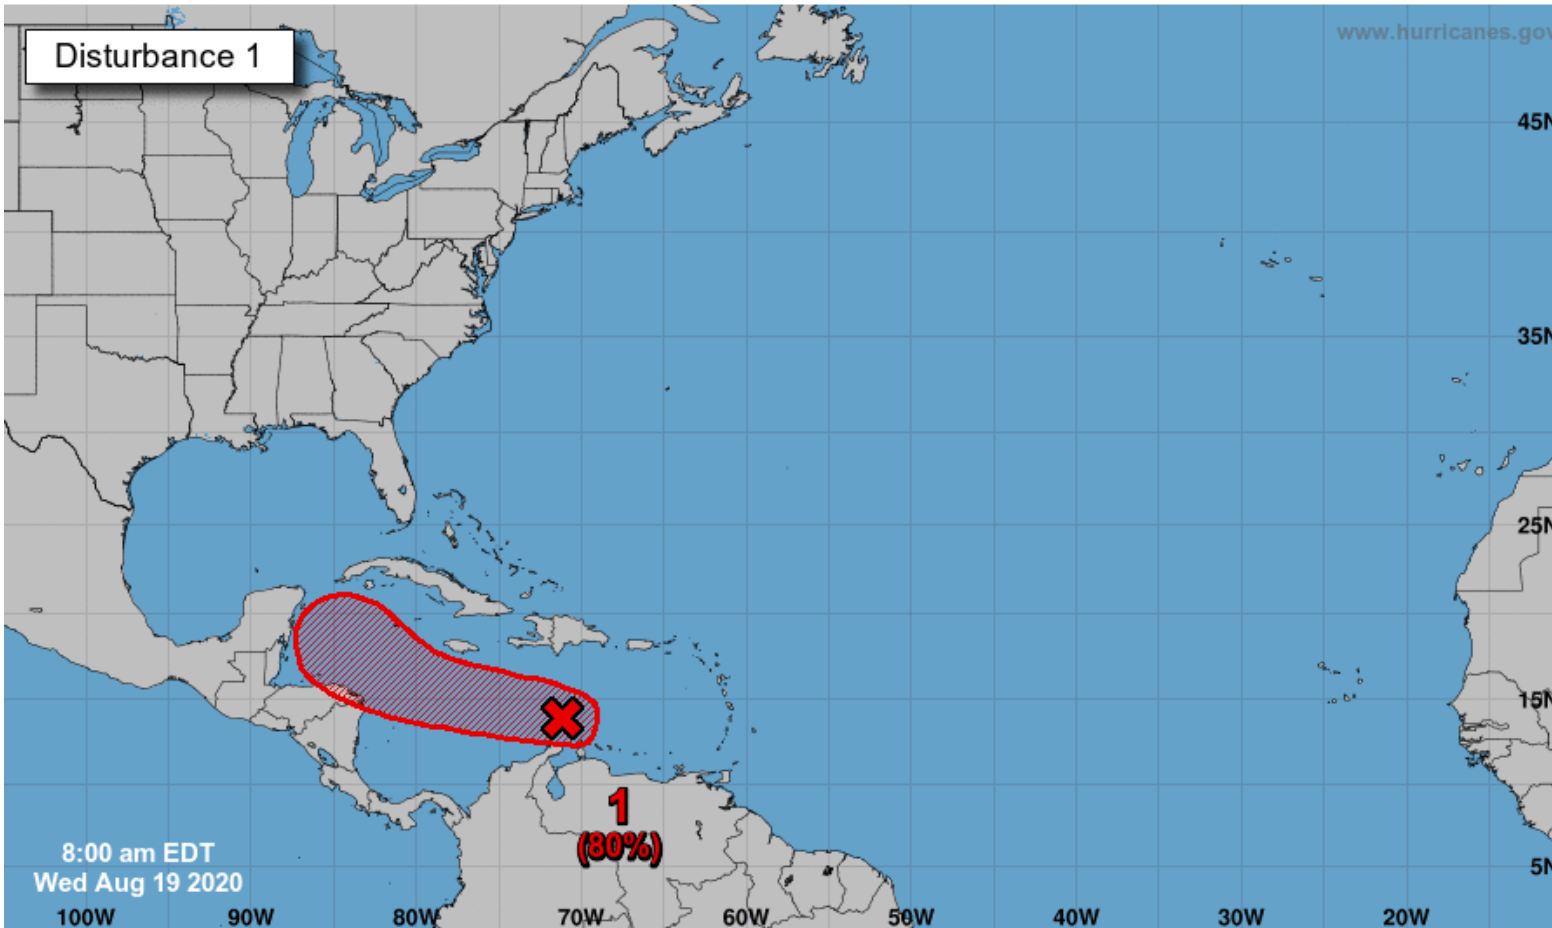 Disturbance 1
www.hurricanes.gov
45N
35N
25N
15N
1
(80%)
8:00 am EDT
Wed Aug 19 2020
5N
100W 90W 80W 70W 60W 50W 40W 30W 20W